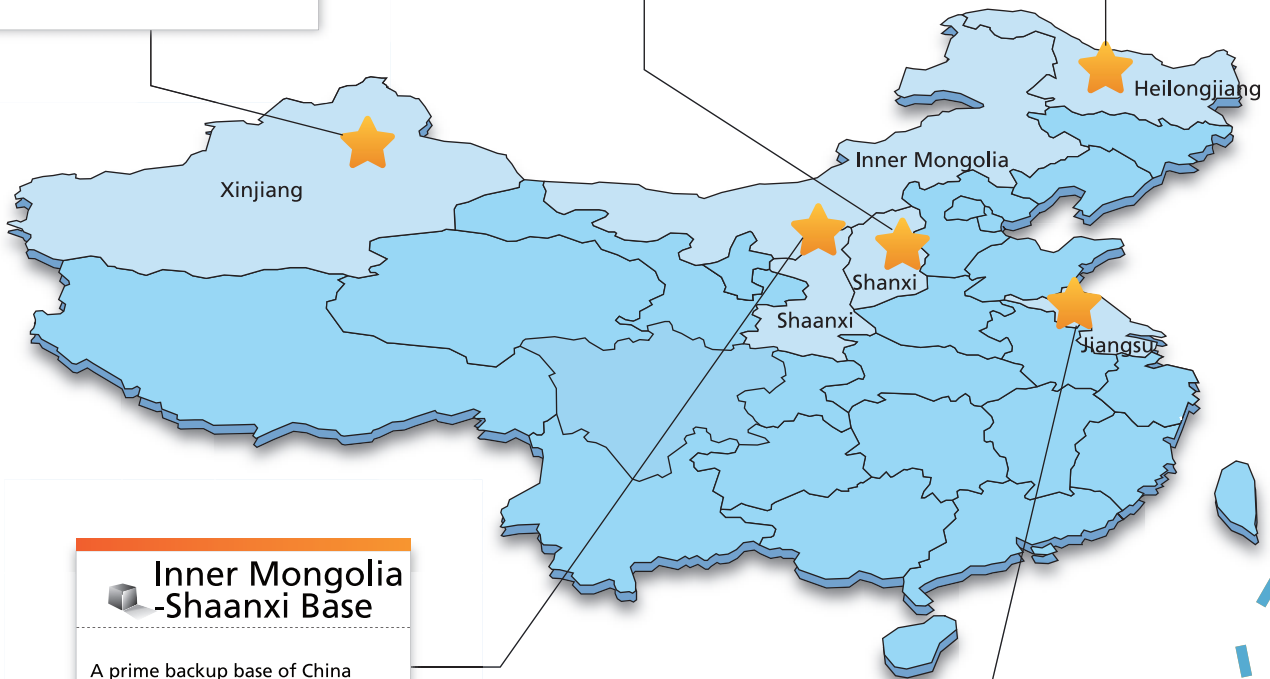 Heilongjiang
Inner Mongolia
Xinjiang
Shanxi
Shaanxi
Jiangsu
Inner Mongolia
-Shaanxi Base
A prime backup base of China